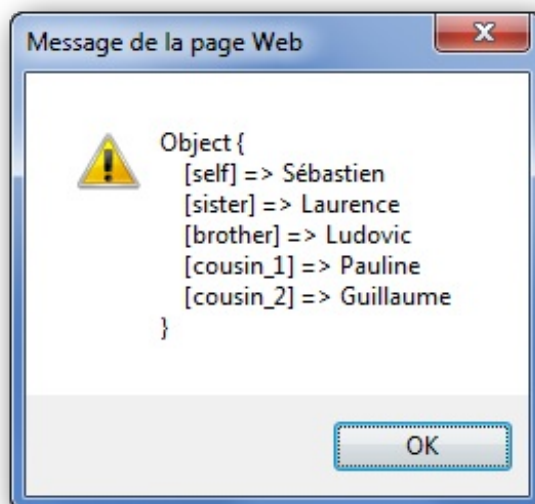 Message de la page Web
Object {
[self] => Sébastien
[sister] => Laurence
[brother] => Ludovic
[cousin_1] => Pauline
[cousin_2] => Guillaume
}
OK